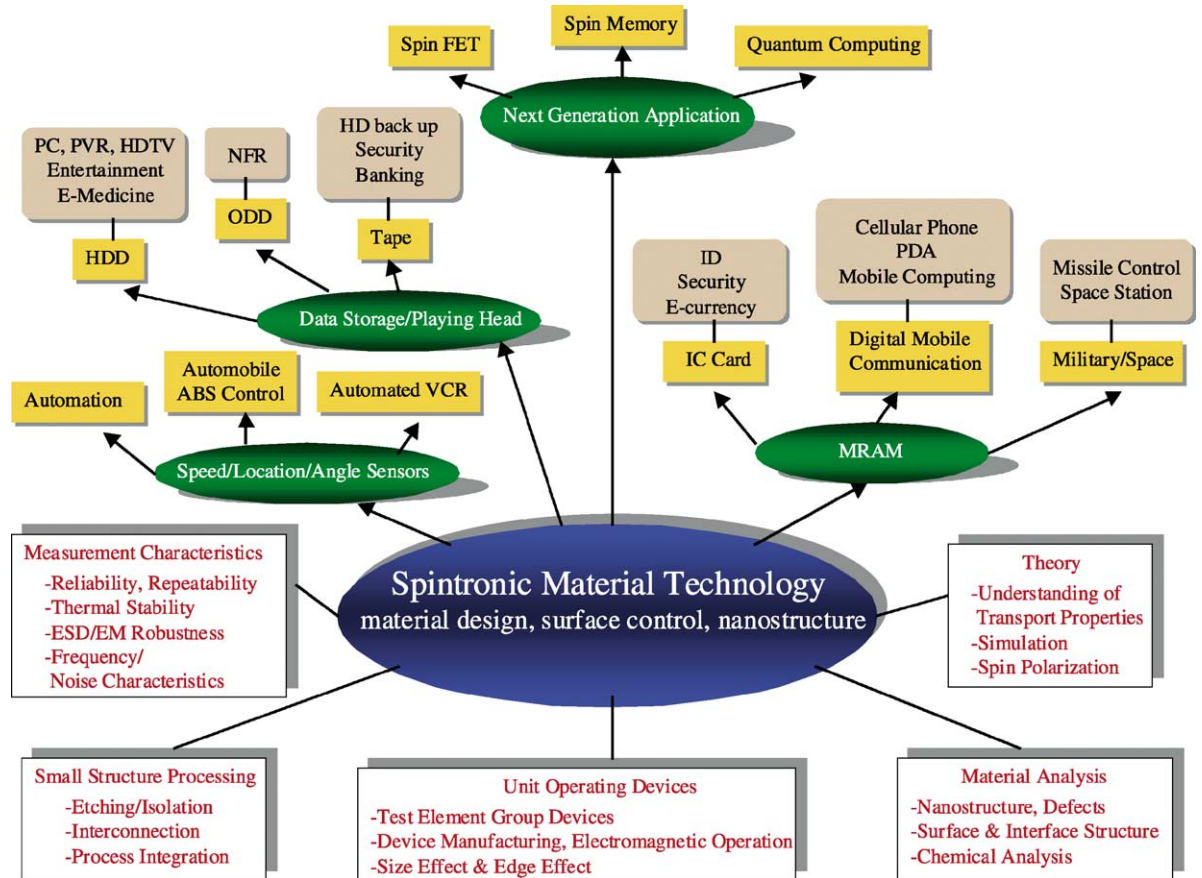 Spin FET
Spin Memory
Quantum Computing
Next Generation Application
PC, PVR, HDTV
Entertainment
E-Medicine
NFR
HD back up
Security
Banking
HDD
ODD
Tape
Data Storage/Playing Head
ID
Security
E-currency
Cellular Phone
PDA
Mobile Computing
Missile Control
Space Station
IC Card
Digital Mobile
Communication
Military/Space
MRAM
Automation
Automobile
ABS Control
Automated VCR
Speed/Location/Angle Sensors
Spintronic Material Technology
material design, surface control, nanostructure
Measurement Characteristics
-Reliability, Repeatability
-Thermal Stability
-ESD/EM Robustness
-Frequency/
Noise Characteristics
Theory
-Understanding of
Transport Properties
-Simulation
-Spin Polarization
Small Structure Processing
-Etching/Isolation
-Interconnection
-Process Integration
Unit Operating Devices
-Test Element Group Devices
-Device Manufacturing, Electromagnetic Operation
-Size Effect & Edge Effect
Material Analysis
-Nanostructure, Defects
-Surface & Interface Structure
-Chemical Analysis